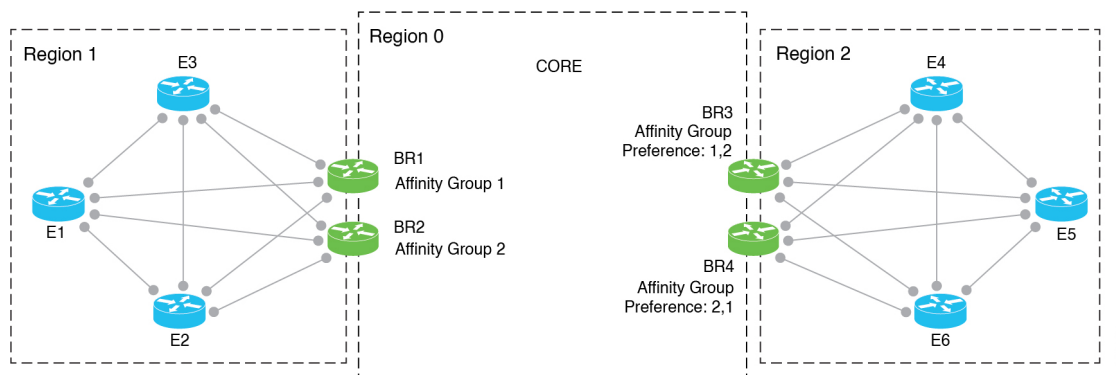 Region 1
E3
E1
E2
Region 0
CORE
BR1
Affinity Group 1
BR2
Affinity Group 2
BR3
Affinity Group
Preference: 1,2
BR4
Affinity Group
Preference: 2,1
Region 2
E4
E5
E6